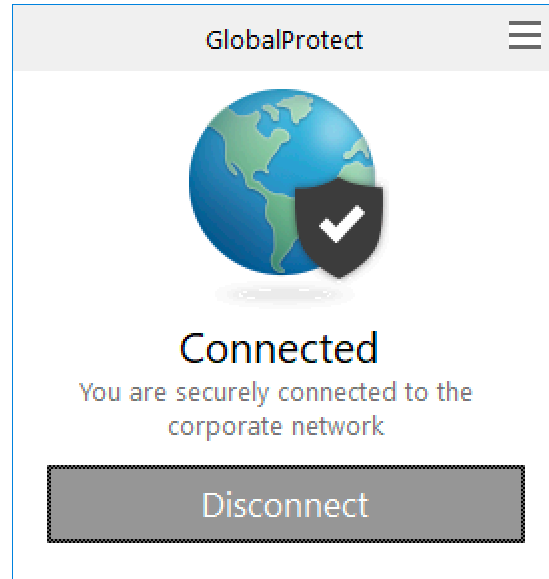 GlobalProtect
Connected
You are securely connected to the
corporate network
Disconnect